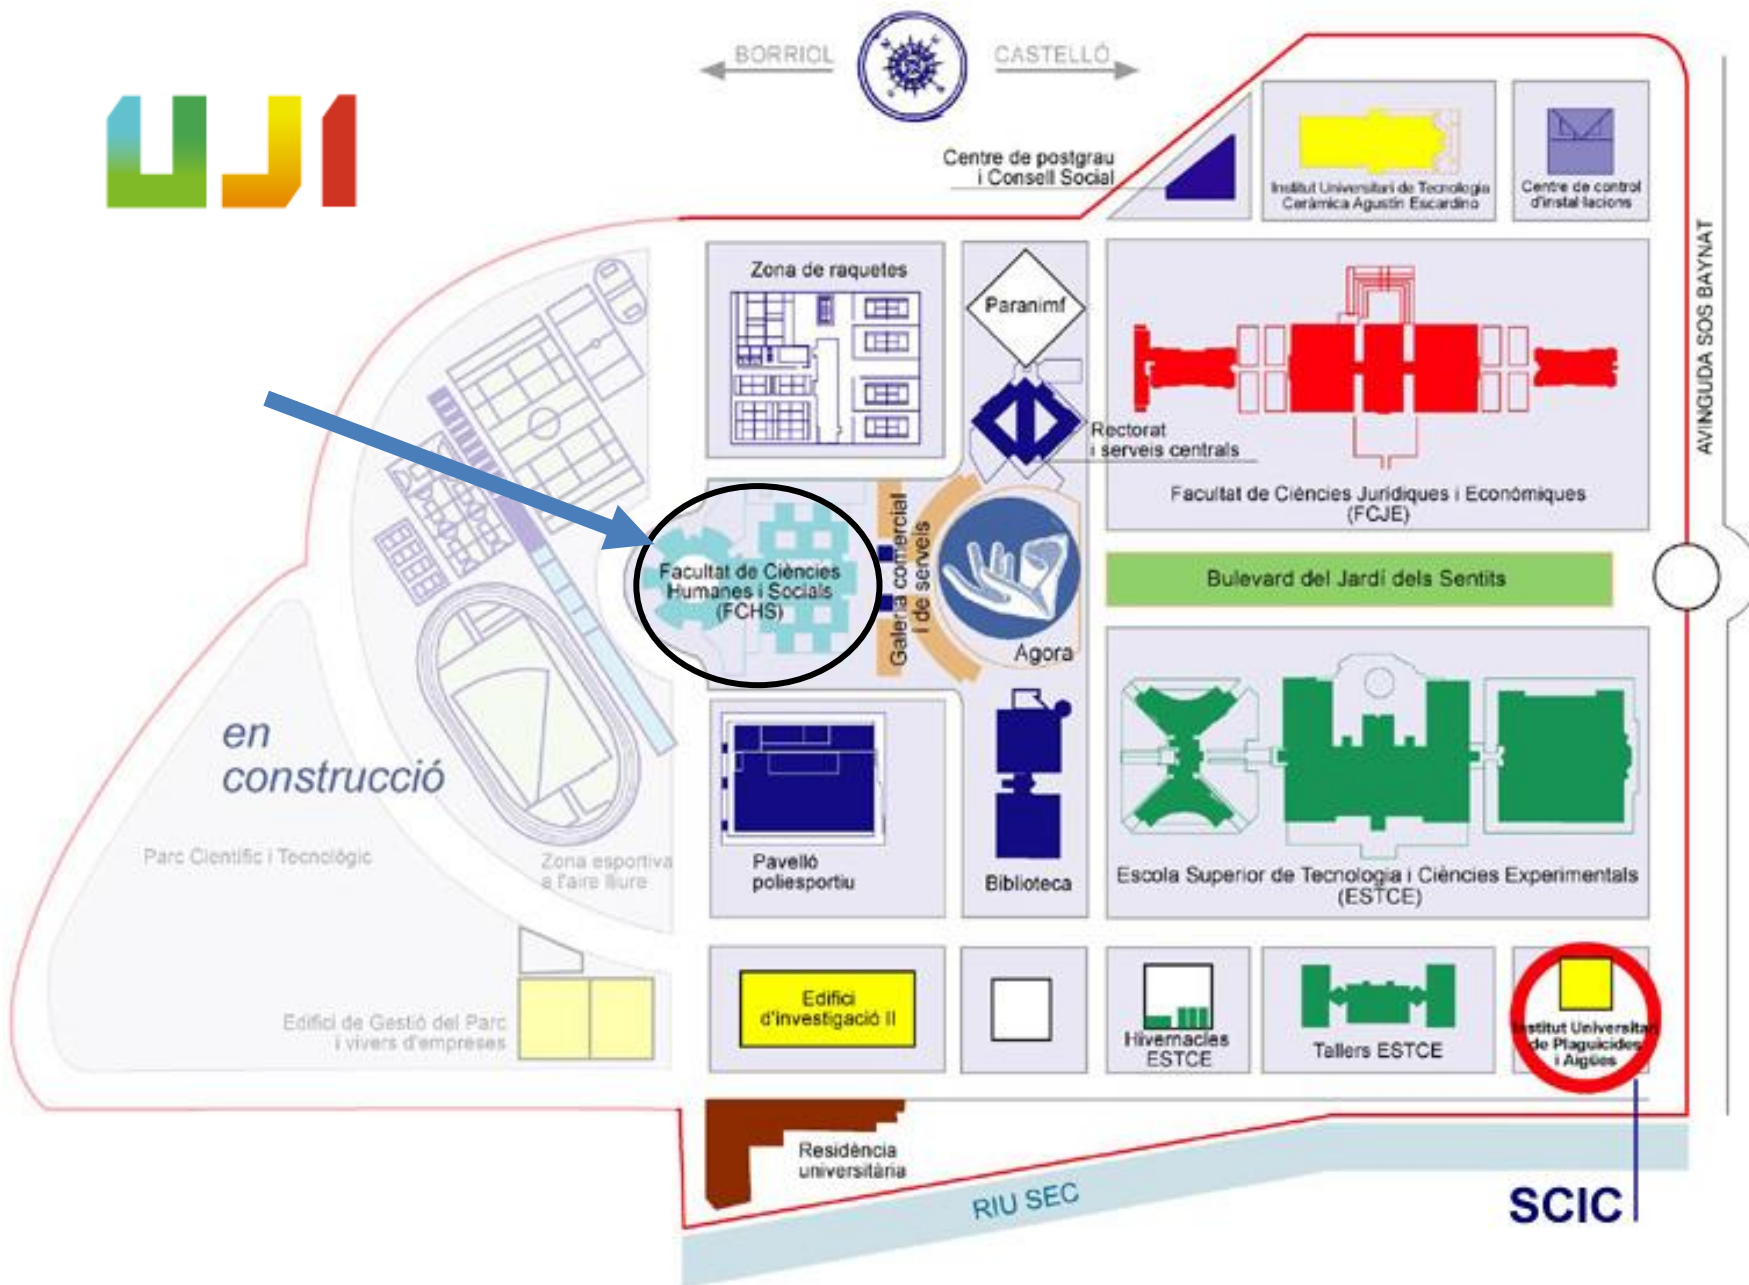 UJI
BORRIOL
CASTELLÓ
Centre de postgrau
i Consell Social
Institut Universitari de Tecnologia
Ceràmica Agustín Escardino
Centre de control
d'instal·lacions
AVINGUDA SOS BAYNAT
Zona de raquetes
Paranimf
Rectorat
i serveis centrals
Facultat de Ciències Jurídiques i Econòmiques
(FCJE)
Facultat de Ciències
Humanes i Socials
(FCHS)
Galeria comercial
i de serveis
Agora
Bulevard del Jardí dels Sentits
en
construcció
Parc Científic i Tecnològic
Zona esportiva
a l'aire lliure
Pavelló
poliesportiu
Biblioteca
Escola Superior de Tecnologia i Ciències Experimentals
(ESTCE)
Edifici de Gestió del Parc
i vivers d'empreses
Edifici
d'investigació II
Hivernacles
ESTCE
Tallers ESTCE
Institut Universitari
de Plaguicides
i Aigües
Residència
universitària
RIU SEC
SCIC